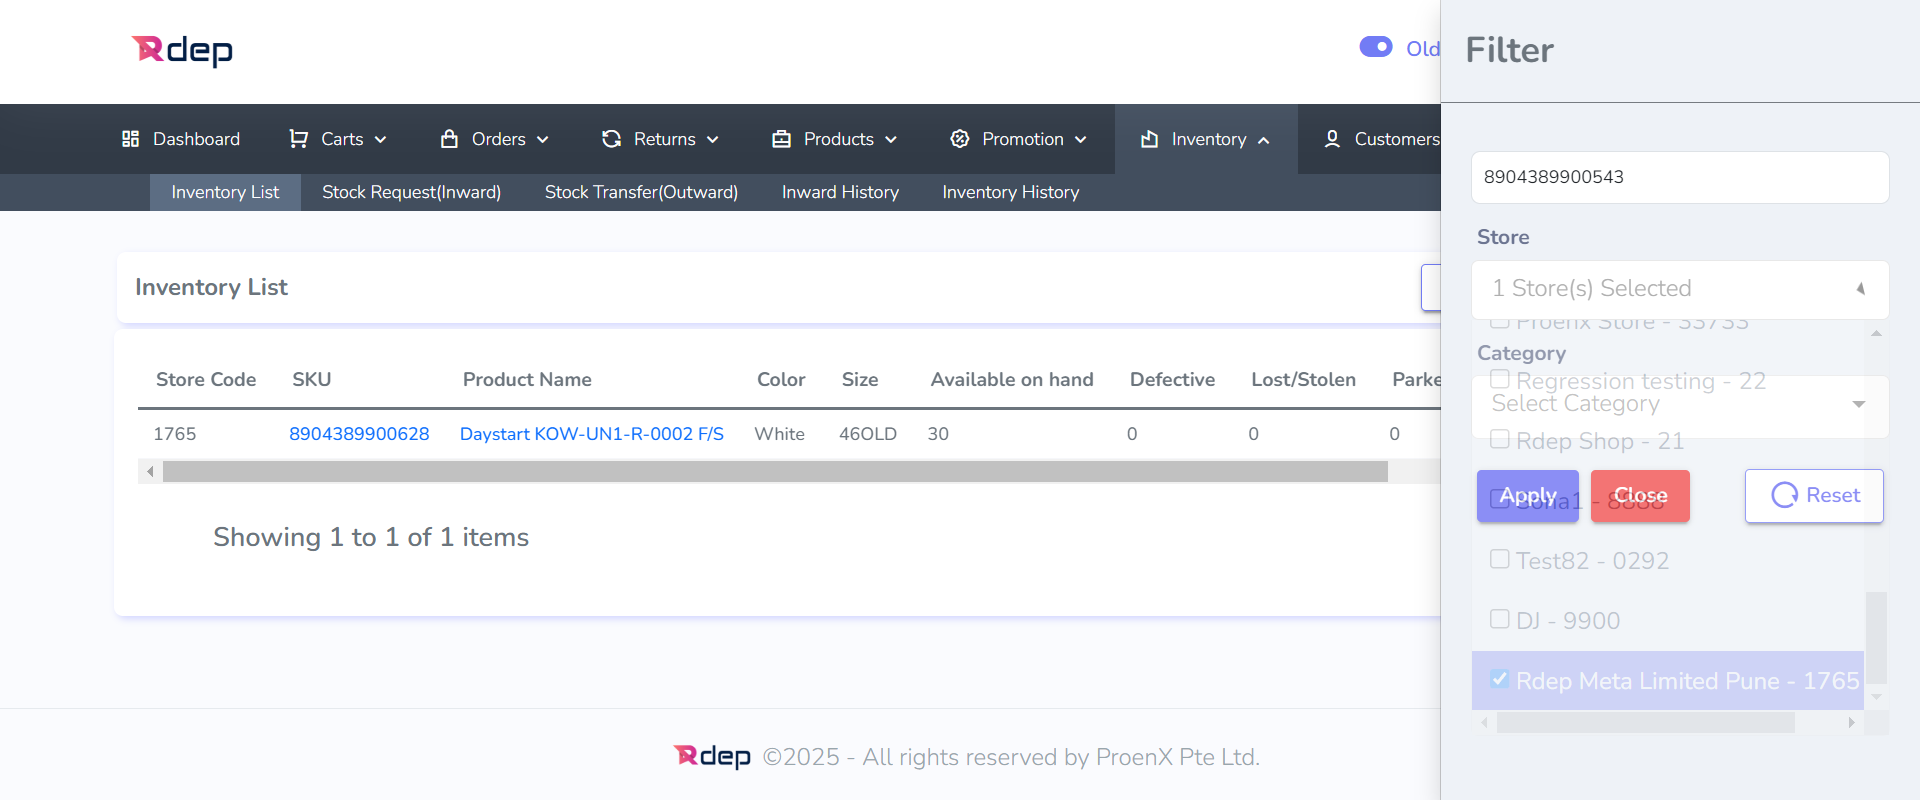 Rdep
Old
Dashboard
Carts
Orders
Returns
Products
Promotion
Inventory
Customers
Inventory List
Stock Request(Inward)
Stock Transfer(Outward)
Inward History
Inventory History
Inventory List
Store Code SKU Product Name Color Size Available on hand Defective Lost/Stolen Parke
1765 8904389900628 Daystart KOW-UN1-R-0002 F/S White 46OLD 30 0 0 0
Showing 1 to 1 of 1 items
Rdep ©2025 - All rights reserved by ProenX Pte Ltd.
Filter
8904389900543
Store
1 Store(s) Selected
Proenx Store - 33733
Category
Regression testing - 22
Select Category
Rdep Shop - 21
Apply
Close
Reset
- 8888
Test82 - 0292
DJ - 9900
Rdep Meta Limited Pune - 1765